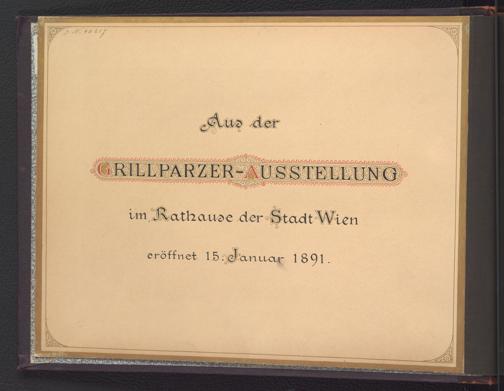 Aus der
GRILLPARZER-AUSSTELLUNG
im Rathause der Stadt Wien
eröffnet 15. Januar 1891.